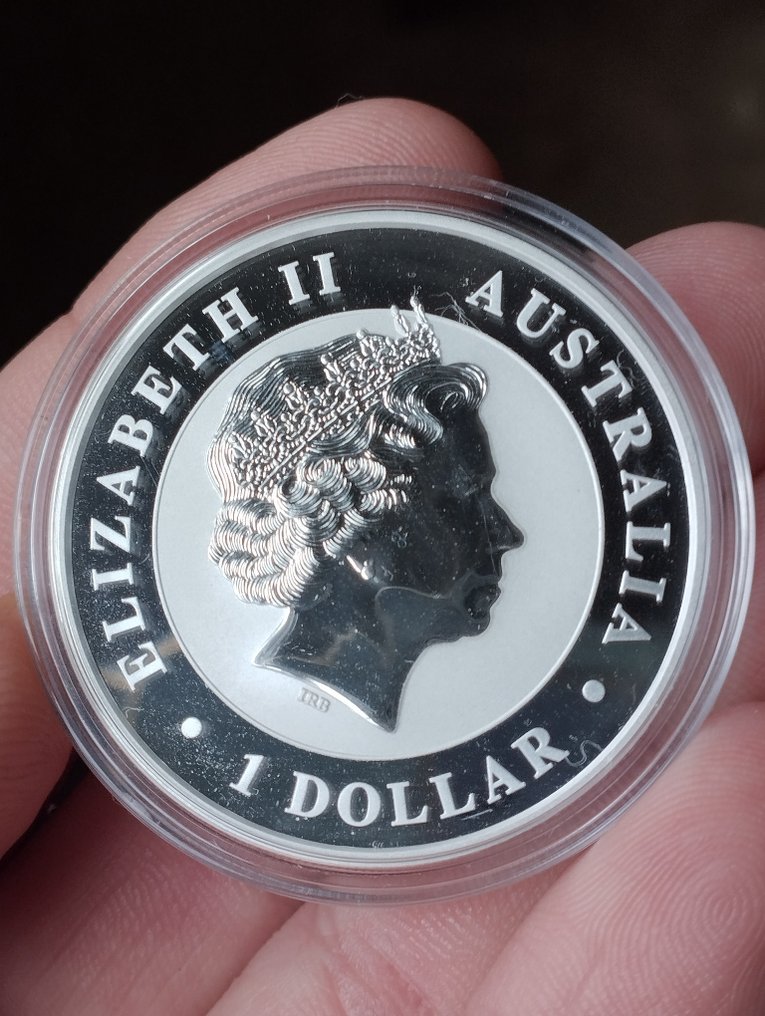 ELIZABETH II
AUSTRALIA
IRB
• 1 DOLLAR •